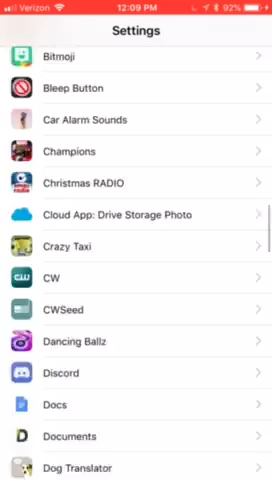 Verizon 12:09 PM 92%
Settings
Bitmoji
Bleep Button
Car Alarm Sounds
Champions
Christmas RADIO
Cloud App: Drive Storage Photo
Crazy Taxi
CW
CWSeed
Dancing Ballz
Discord
Docs
Documents
Dog Translator